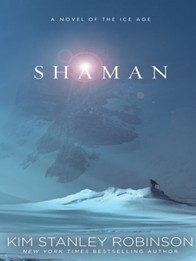 A NOVEL OF THE ICE AGE
SHAMAN
KIM STANLEY ROBINSON
NEW YORK TIMES BESTSELLING AUTHOR